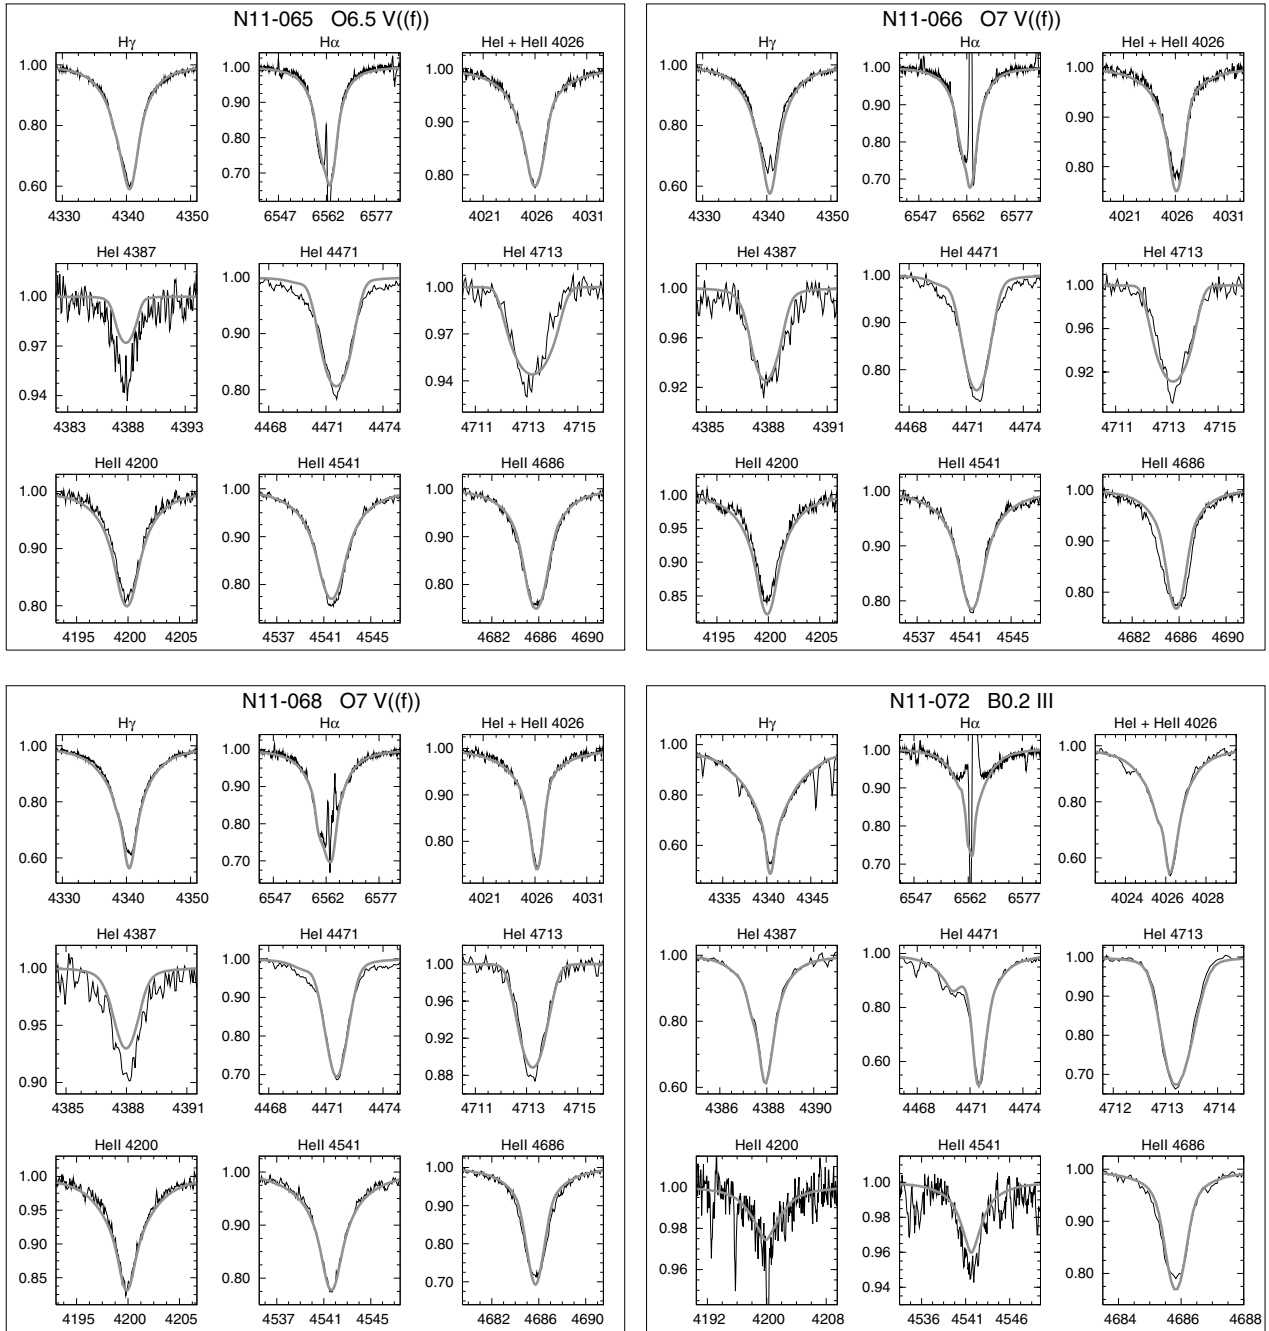 N11-065 O6.5 V((f))
Hγ Hα HeI + HeII 4026
1.00 0.80 0.60
4330 4340 4350
1.00 0.90 0.80 0.70
6547 6562 6577
1.00 0.90 0.80
4021 4026 4031
HeI 4387 HeI 4471 HeI 4713
1.00 0.97 0.94
4383 4388 4393
1.00 0.90 0.80
4468 4471 4474
1.00 0.97 0.94
4711 4713 4715
HeII 4200 HeII 4541 HeII 4686
1.00 0.90 0.80
4195 4200 4205
1.00 0.90 0.80
4537 4541 4545
1.00 0.90 0.80
4682 4686 4690
N11-066 O7 V((f))
Hγ Hα HeI + HeII 4026
1.00 0.80 0.60
4330 4340 4350
1.00 0.90 0.80 0.70
6547 6562 6577
1.00 0.90 0.80
4021 4026 4031
HeI 4387 HeI 4471 HeI 4713
1.00 0.96 0.92
4385 4388 4391
1.00 0.90 0.80
4468 4471 4474
1.00 0.96 0.92
4711 4713 4715
HeII 4200 HeII 4541 HeII 4686
1.00 0.95 0.90 0.85
4195 4200 4205
1.00 0.90 0.80
4537 4541 4545
1.00 0.90 0.80
4682 4686 4690
N11-068 O7 V((f))
Hγ Hα HeI + HeII 4026
1.00 0.80 0.60
4330 4340 4350
1.00 0.90 0.80 0.70
6547 6562 6577
1.00 0.90 0.80
4021 4026 4031
HeI 4387 HeI 4471 HeI 4713
1.00 0.95 0.90
4385 4388 4391
1.00 0.90 0.80 0.70
4468 4471 4474
1.00 0.96 0.92 0.88
4711 4713 4715
HeII 4200 HeII 4541 HeII 4686
1.00 0.95 0.90 0.85
4195 4200 4205
1.00 0.90 0.80
4537 4541 4545
1.00 0.90 0.80 0.70
4682 4686 4690
N11-072 B0.2 III
Hγ Hα HeI + HeII 4026
1.00 0.80 0.60
4335 4340 4345
1.00 0.90 0.80 0.70
6547 6562 6577
1.00 0.80 0.60
4024 4026 4028
HeI 4387 HeI 4471 HeI 4713
1.00 0.90 0.80 0.70 0.60
4386 4388 4390
1.00 0.80 0.60
4468 4471 4474
1.00 0.90 0.80 0.70
4712 4713 4714
HeII 4200 HeII 4541 HeII 4686
1.00 0.98 0.96
4192 4200 4208
1.00 0.98 0.96 0.94
4536 4541 4546
1.00 0.90 0.80
4684 4686 4688